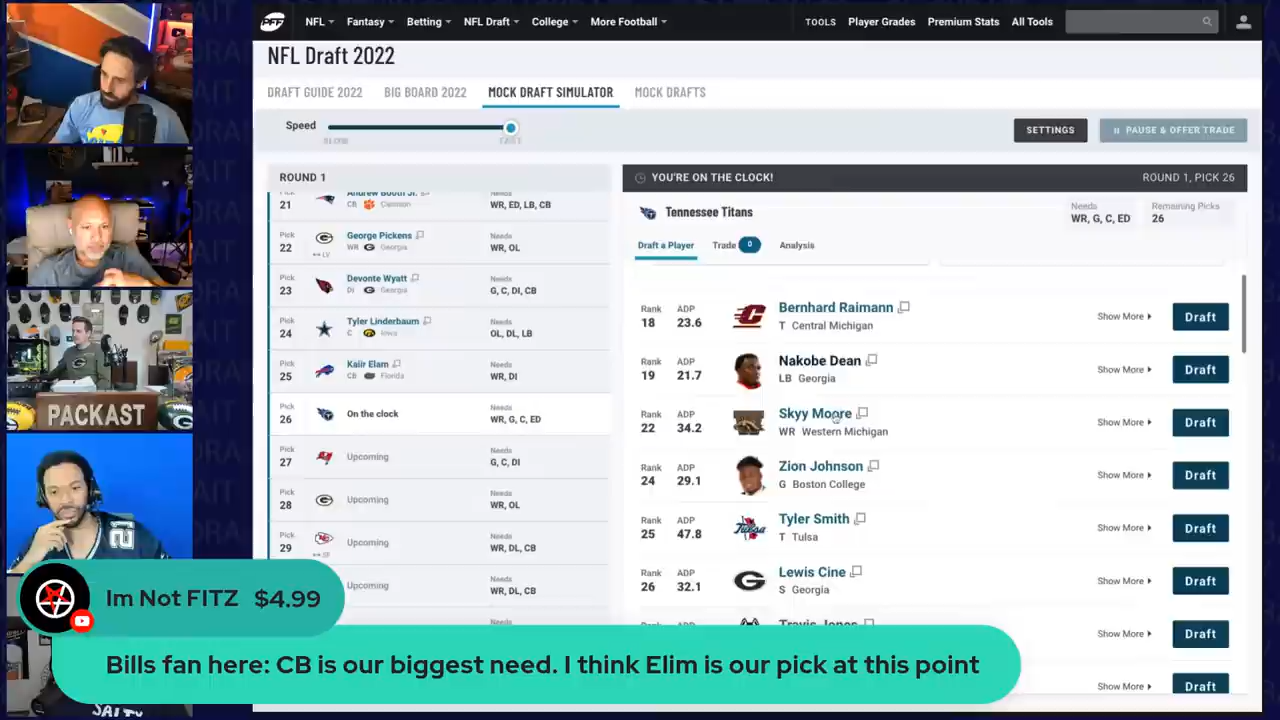 PFF
NFL
Fantasy
Betting
NFL Draft
College
More Football
TOOLS
Player Grades
Premium Stats
All Tools
NFL Draft 2022
DRAFT GUIDE 2022
BIG BOARD 2022
MOCK DRAFT SIMULATOR
MOCK DRAFTS
Speed
SLOW
FAST
SETTINGS
PAUSE & OFFER TRADE
ROUND 1
Pick
21
Andrew Booth Jr.
CB Clemson
Needs
WR, ED, LB, CB
Pick
22
George Pickens
WR Georgia
Needs
WR, OL
LV
Pick
23
Devonte Wyatt
DI Georgia
Needs
G, C, DI, CB
Pick
24
Tyler Linderbaum
C Iowa
Needs
OL, DL, LB
Pick
25
Kaiir Elam
CB Florida
Needs
WR, DI
Pick
26
On the clock
Needs
WR, G, C, ED
Pick
27
Upcoming
Needs
G, C, DI
Pick
28
Upcoming
Needs
WR, OL
Pick
29
Upcoming
Needs
WR, DL, CB
SF
Upcoming
Needs
WR, DL, CB
Needs
YOU'RE ON THE CLOCK!
ROUND 1, PICK 26
Tennessee Titans
Needs
WR, G, C, ED
Remaining Picks
26
Draft a Player
Trade 0
Analysis
Rank
18
ADP
23.6
Bernhard Raimann
T Central Michigan
Show More
Draft
Rank
19
ADP
21.7
Nakobe Dean
LB Georgia
Show More
Draft
Rank
22
ADP
34.2
Skyy Moore
WR Western Michigan
Show More
Draft
Rank
24
ADP
29.1
Zion Johnson
G Boston College
Show More
Draft
Rank
25
ADP
47.8
Tyler Smith
T Tulsa
Show More
Draft
Rank
26
ADP
32.1
Lewis Cine
S Georgia
Show More
Draft
Travis Jones
Show More
Draft
Show More
Draft
PACKAST
21
Im Not FITZ $4.99
Bills fan here: CB is our biggest need. I think Elim is our pick at this point